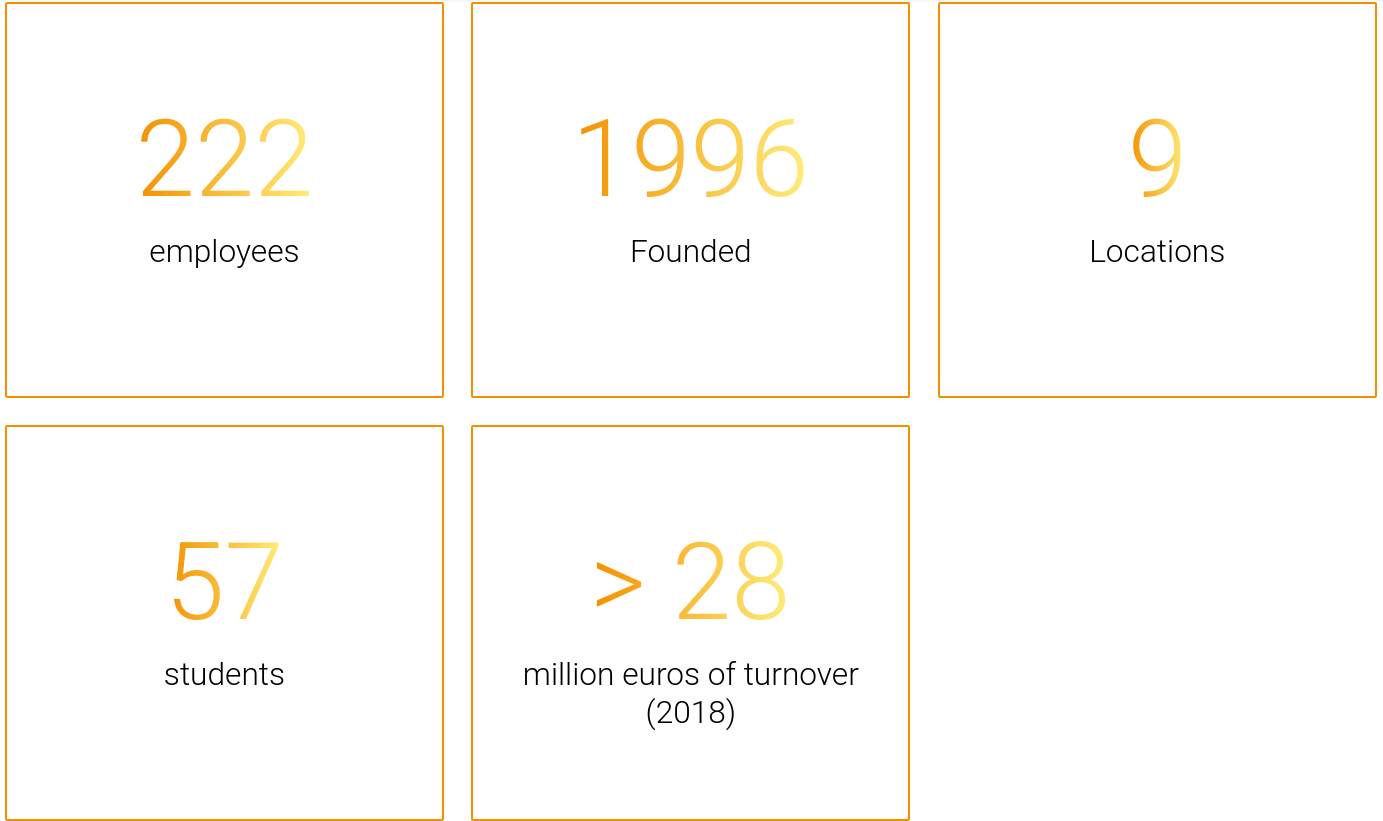 222
employees
1996
Founded
9
Locations
57
students
> 28
million euros of turnover
(2018)